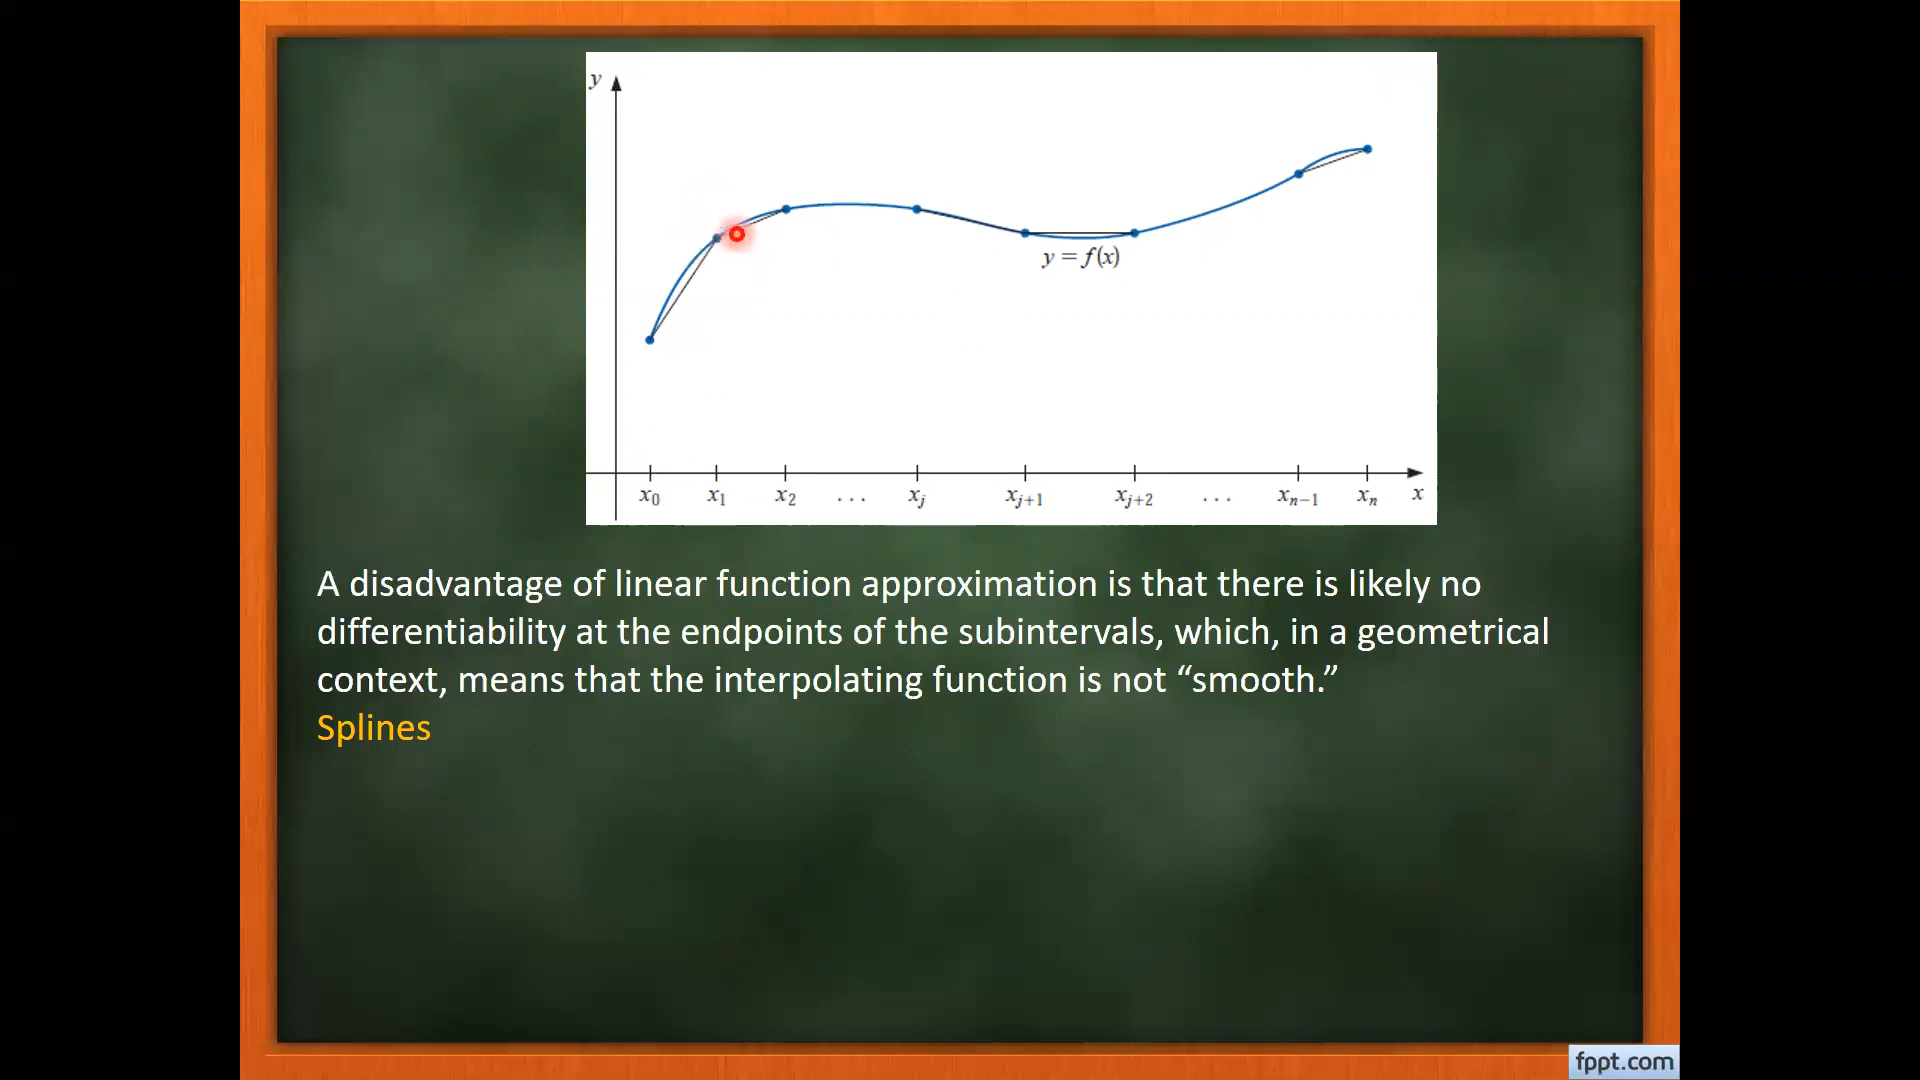 y
y = f(x)
x₀ x₁ x₂ . . . xⱼ xⱼ₊₁ xⱼ₊₂ . . . xₙ₋₁ xₙ x
A disadvantage of linear function approximation is that there is likely no
differentiability at the endpoints of the subintervals, which, in a geometrical
context, means that the interpolating function is not “smooth.”
Splines
fppt.com